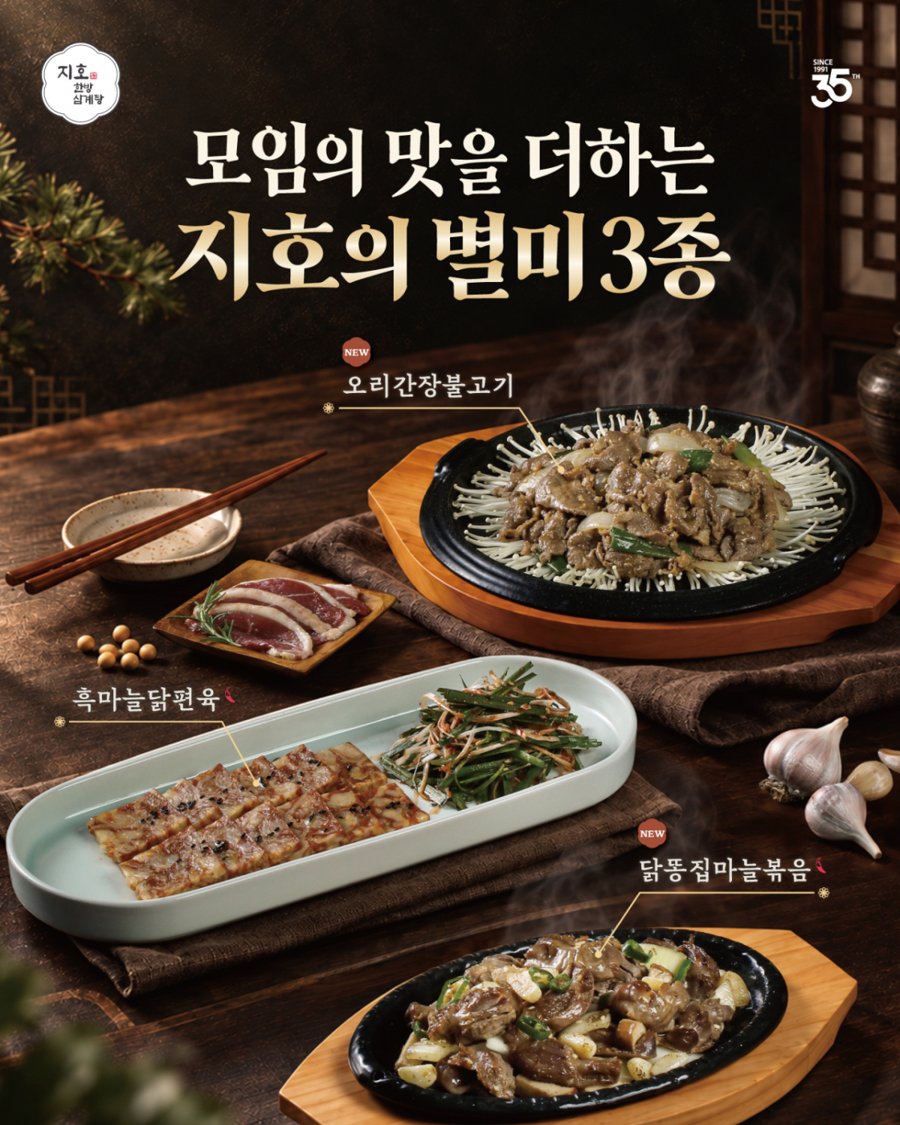 지호
한방
삼계탕
SINCE
1991
35TH
모임의 맛을 더하는
지호의 별미 3종
NEW
오리간장불고기
흑마늘닭편육
NEW
닭똥집마늘볶음